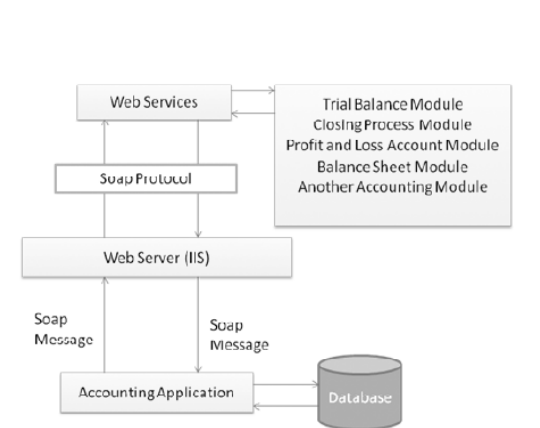 Web Services
Trial Balance Module
Closing Process Module
Profit and Loss Account Module
Balance Sheet Module
Another Accounting Module
Soap Protocol
Web Server (IIS)
Soap
Message
Soap
Message
Accounting Application
Database